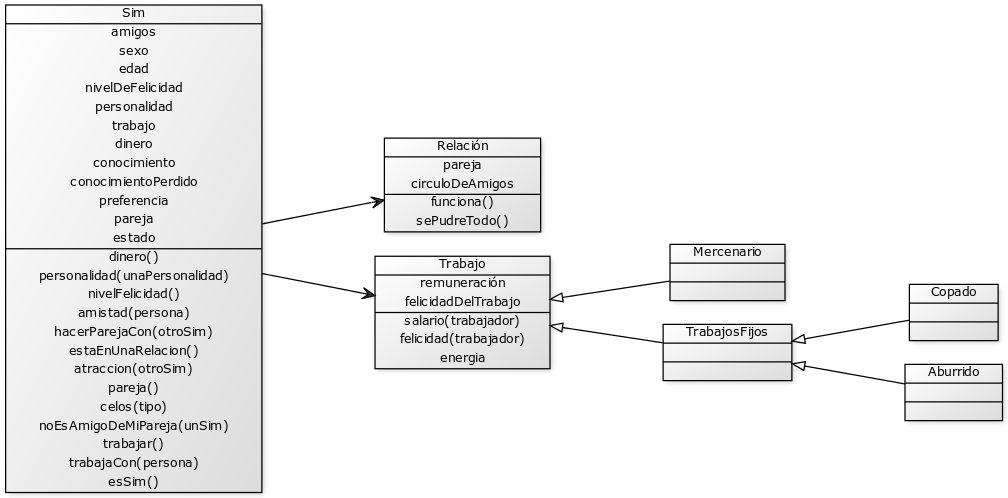 Sim
amigos
sexo
edad
nivelDeFelicidad
personalidad
trabajo
dinero
conocimiento
conocimientoPerdido
preferencia
pareja
estado
dinero()
personalidad(unaPersonalidad)
nivelFelicidad()
amistad(persona)
hacerParejaCon(otroSim)
estaEnUnaRelacion()
atraccion(otroSim)
pareja()
celos(tipo)
noEsAmigoDeMiPareja(unSim)
trabajar()
trabajaCon(persona)
esSim()
Relación
pareja
circuloDeAmigos
funciona()
sePudreTodo()
Trabajo
remuneración
felicidadDelTrabajo
salario(trabajador)
felicidad(trabajador)
energia
Mercenario
TrabajosFijos
Copado
Aburrido